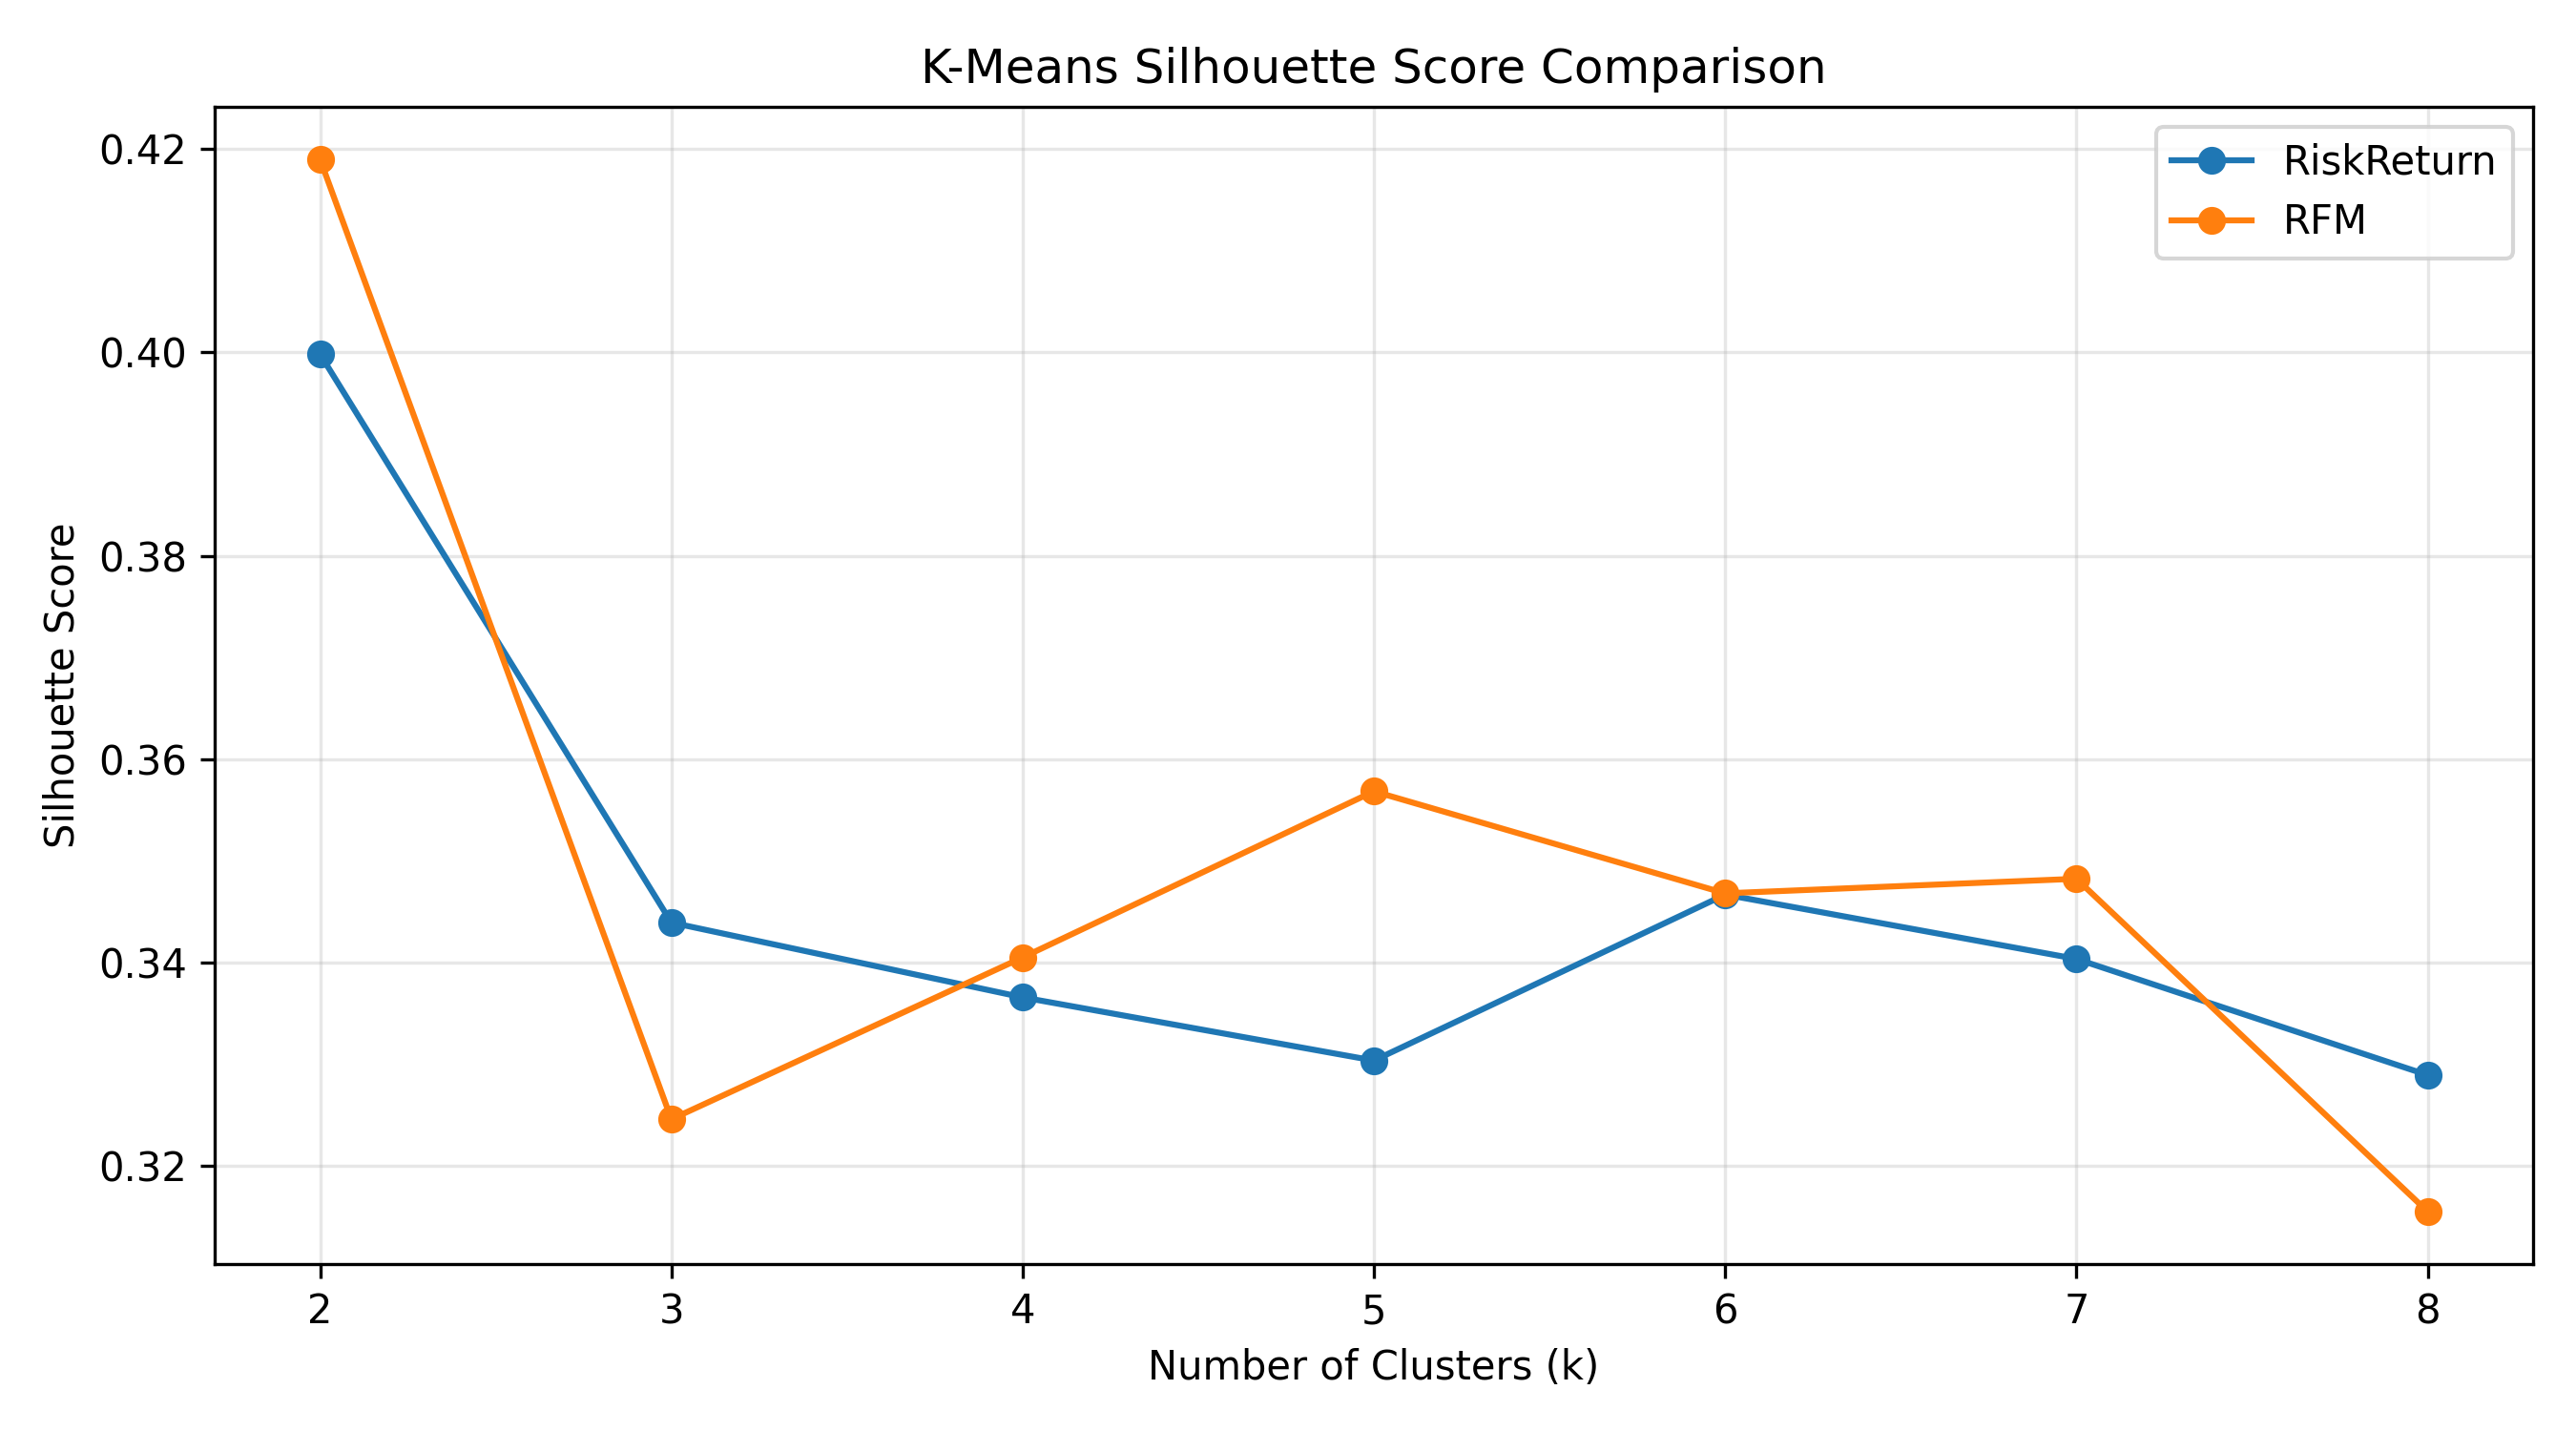 K-Means Silhouette Score Comparison
RiskReturn
RFM
Silhouette Score
0.42
0.40
0.38
0.36
0.34
0.32
2 3 4 5 6 7 8
Number of Clusters (k)